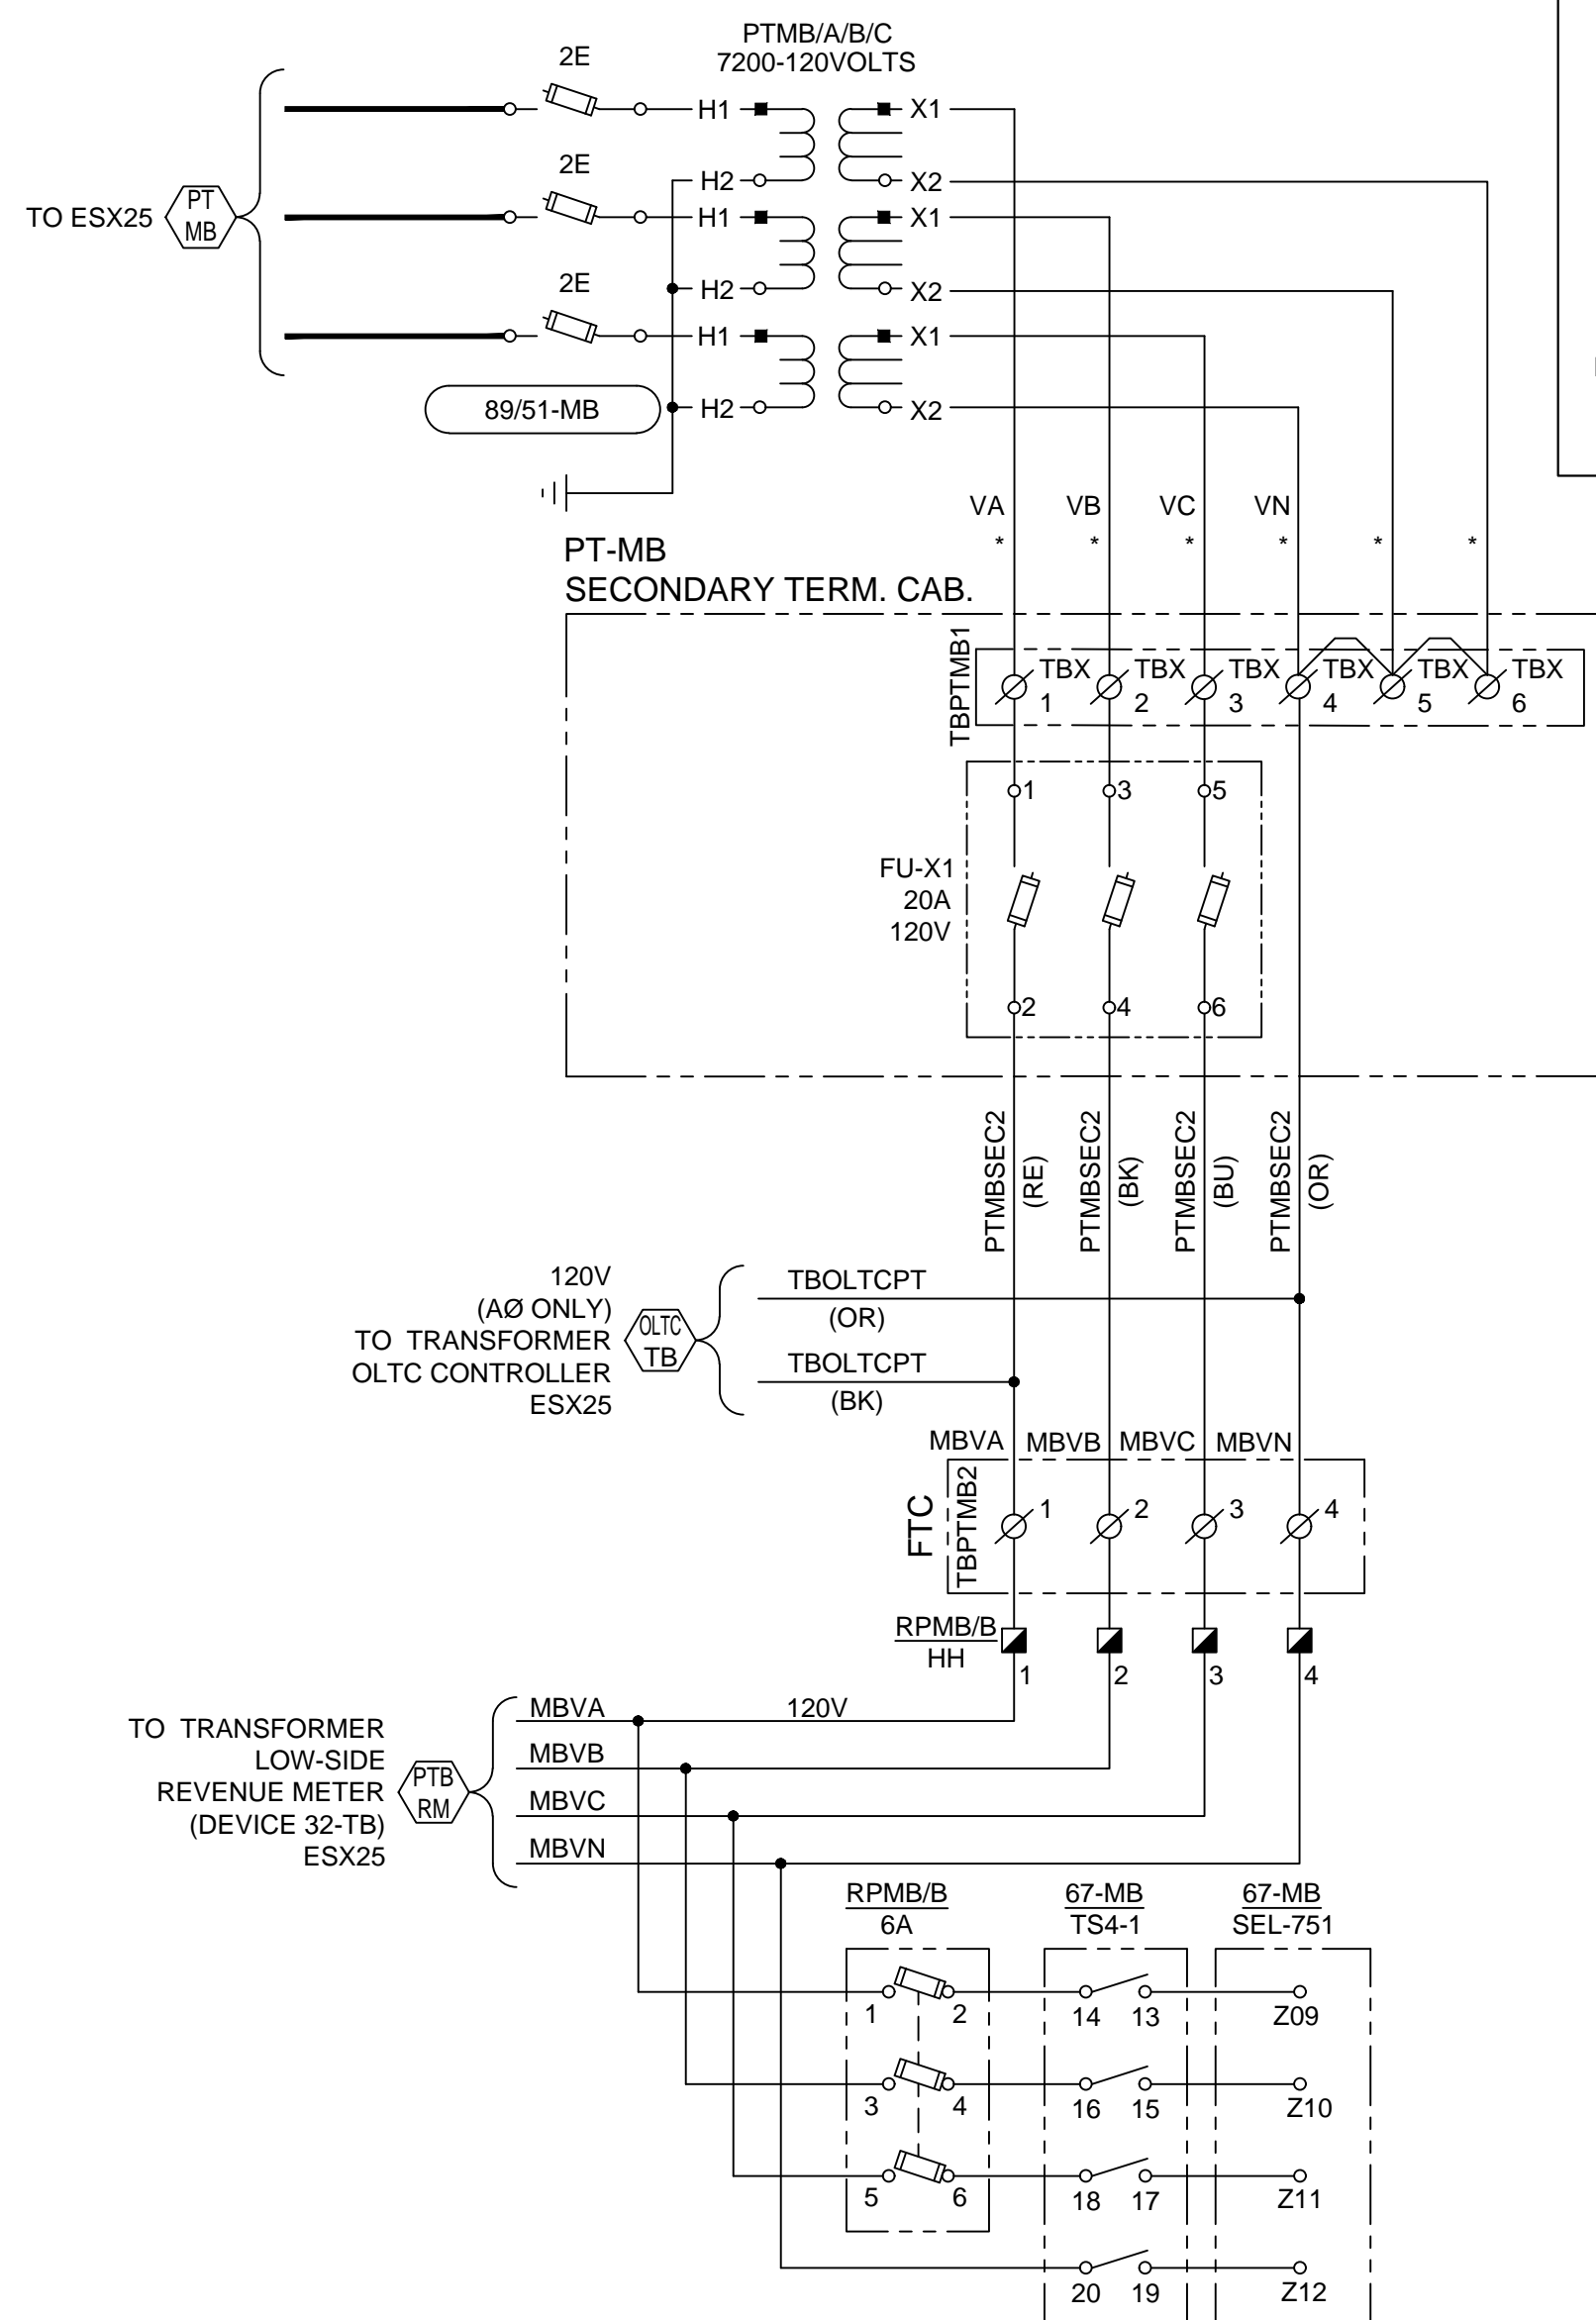 PTMB/A/B/C
7200-120VOLTS
2E
H1
X1
2E
H2
X2
TO ESX25
PT
MB
H1
X1
2E
H2
X2
H1
X1
89/51-MB
H2
X2
VA
VB
VC
VN
*
*
*
*
*
*
PT-MB
SECONDARY TERM. CAB.
TBPTMB1
TBX
1
TBX
2
TBX
3
TBX
4
TBX
5
TBX
6
1
3
5
FU-X1
20A
120V
2
4
6
PTMBSEC2
(RE)
PTMBSEC2
(BK)
PTMBSEC2
(BU)
PTMBSEC2
(OR)
120V
(AØ ONLY)
TO TRANSFORMER
OLTC CONTROLLER
ESX25
OLTC
TB
TBOLTCPT
(OR)
TBOLTCPT
(BK)
MBVA
MBVB
MBVC
MBVN
FTC
TBPTMB2
1
2
3
4
RPMB/B
HH
1
2
3
4
TO TRANSFORMER
LOW-SIDE
REVENUE METER
(DEVICE 32-TB)
ESX25
PTB
RM
MBVA
120V
MBVB
MBVC
MBVN
RPMB/B
6A
67-MB
TS4-1
67-MB
SEL-751
1
2
14
13
Z09
3
4
16
15
Z10
5
6
18
17
Z11
20
19
Z12